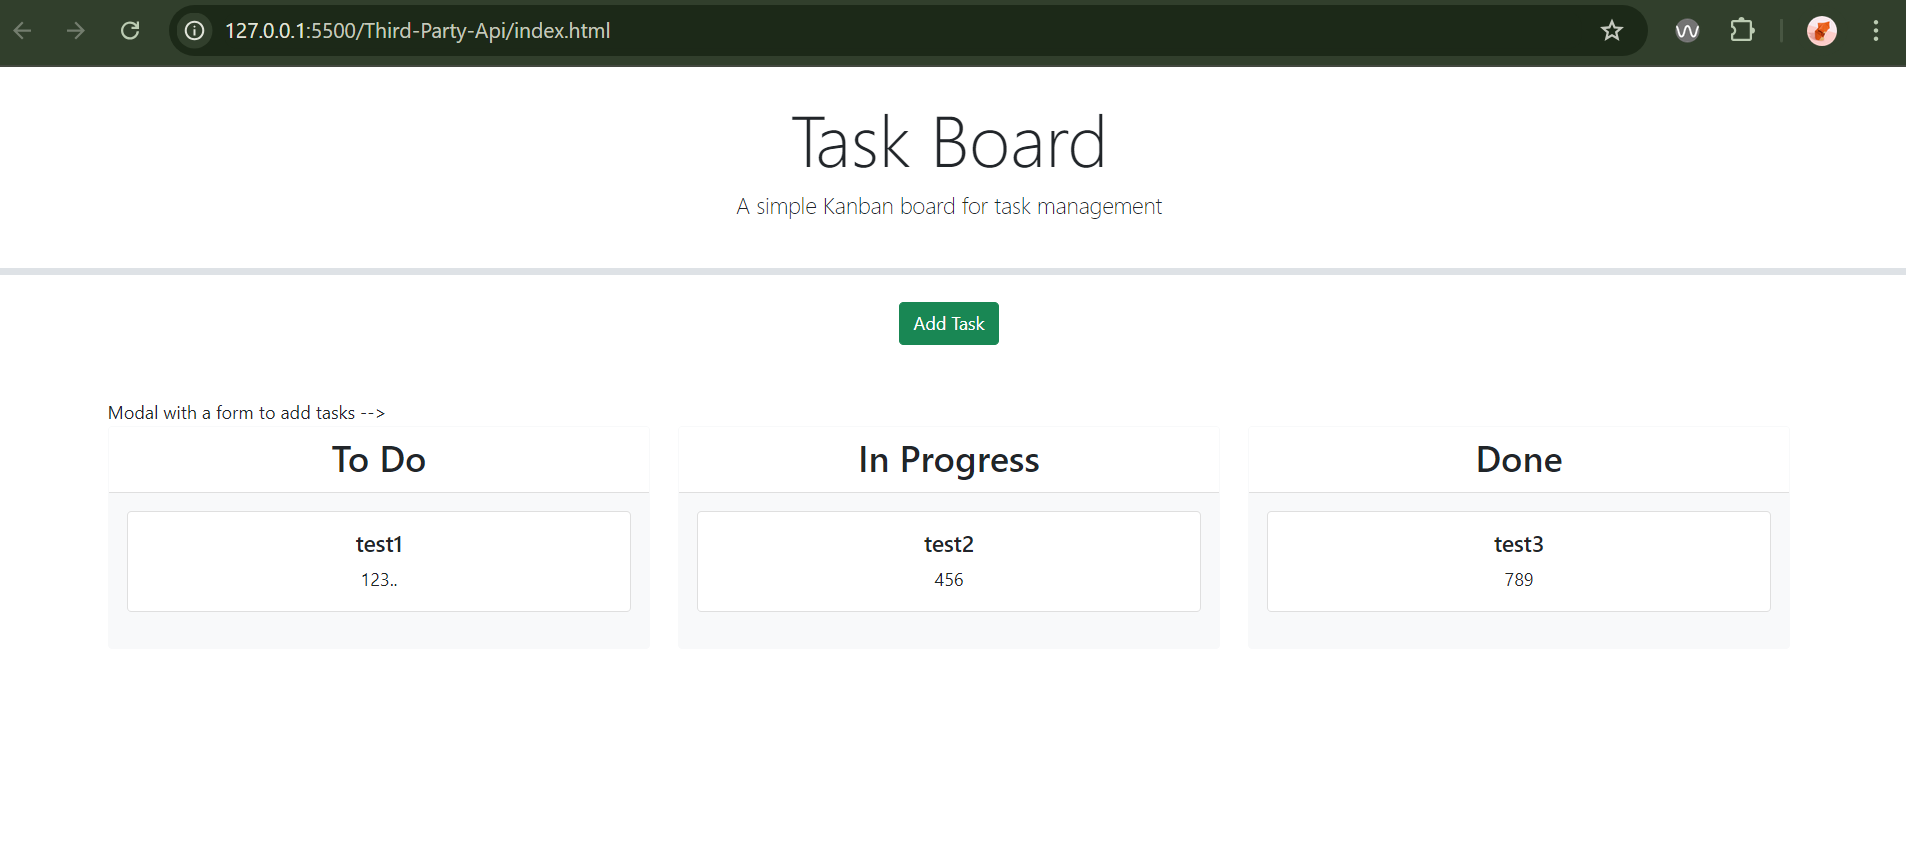 127.0.0.1:5500/Third-Party-Api/index.html
Task Board
A simple Kanban board for task management
Add Task
Modal with a form to add tasks -->
To Do
test1
123..
In Progress
test2
456
Done
test3
789